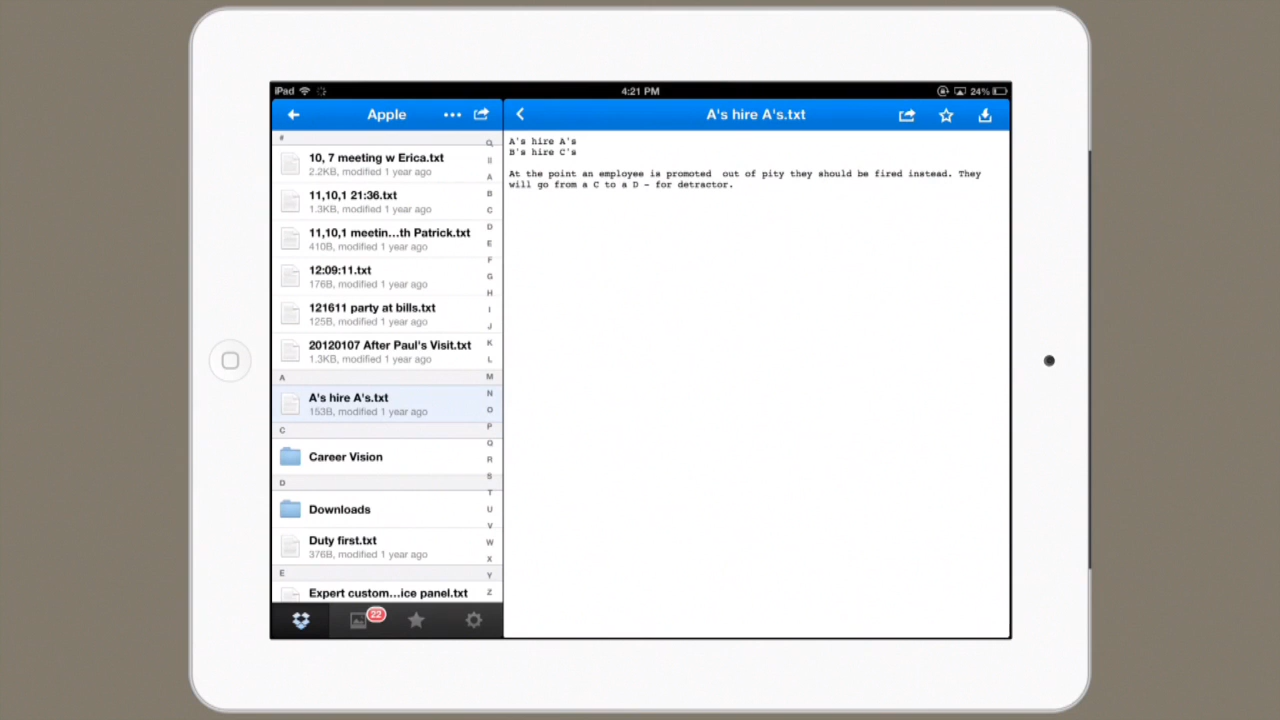 iPad
4:21 PM
24%
Apple
A's hire A's.txt
#
10, 7 meeting w Erica.txt
2.2KB, modified 1 year ago
11,10,1 21:36.txt
1.3KB, modified 1 year ago
11,10,1 meetin...th Patrick.txt
410B, modified 1 year ago
12:09:11.txt
176B, modified 1 year ago
121611 party at bills.txt
125B, modified 1 year ago
20120107 After Paul's Visit.txt
1.3KB, modified 1 year ago
A
A's hire A's.txt
153B, modified 1 year ago
C
Career Vision
D
Downloads
Duty first.txt
376B, modified 1 year ago
E
Expert custom...ice panel.txt
22
A
B
C
D
E
F
G
H
I
J
K
L
M
N
O
P
Q
R
S
T
U
V
W
X
Y
Z
A's hire A's
B's hire C's
At the point an employee is promoted out of pity they should be fired instead. They
will go from a C to a D - for detractor.